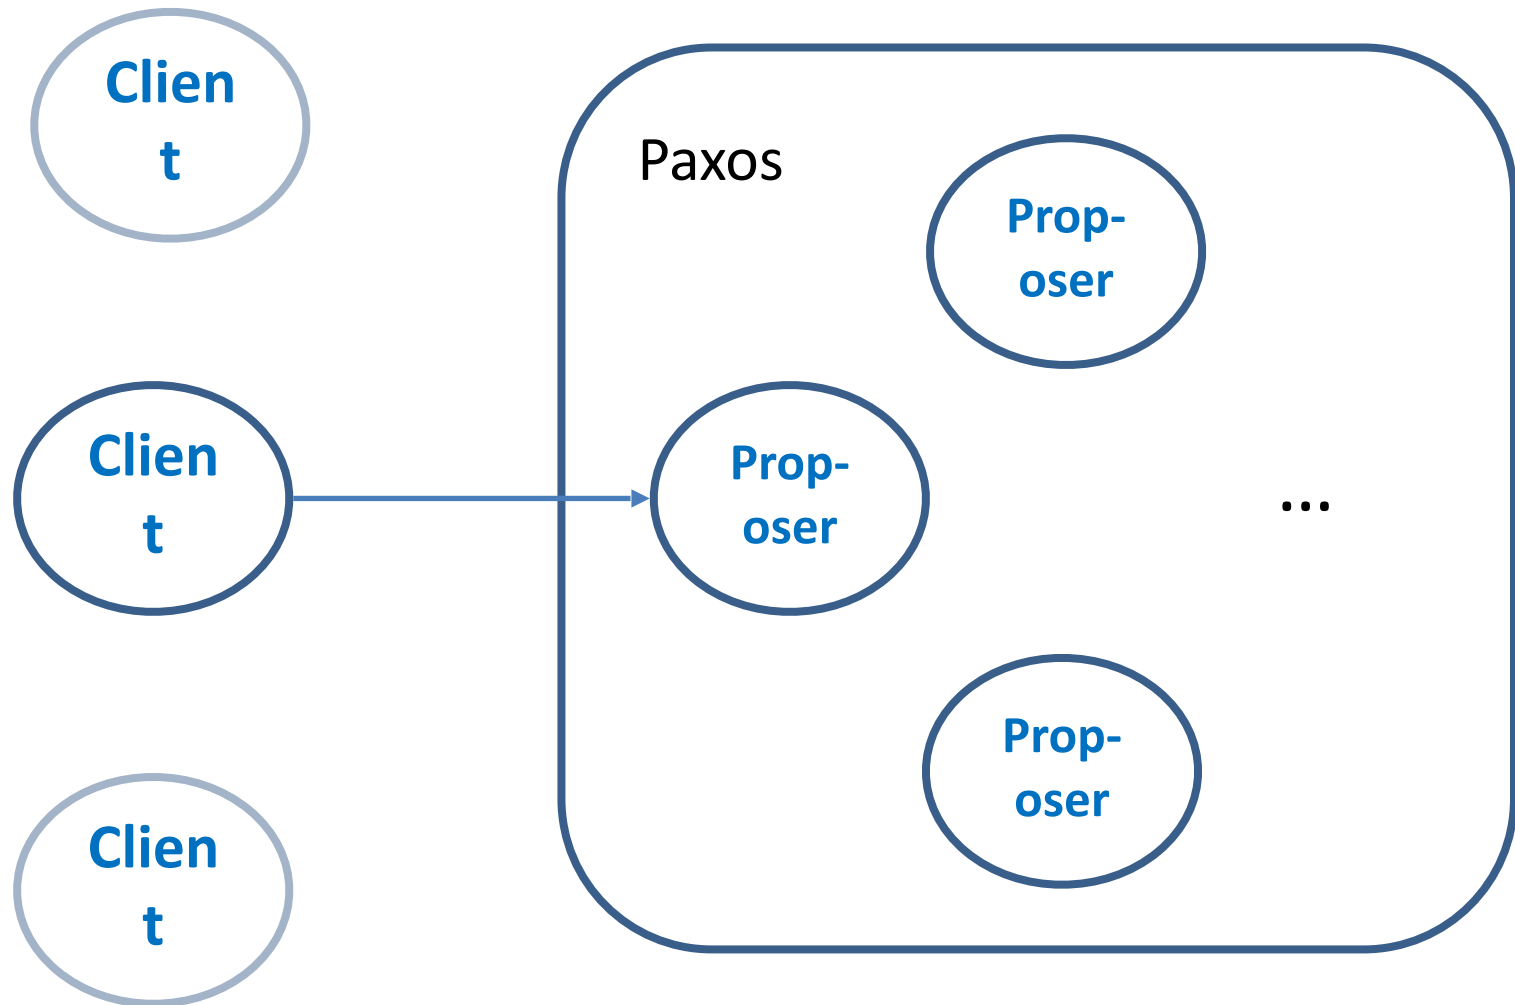 Clien
t
Paxos
Prop-
oser
Clien
t
Prop-
oser
...
Prop-
oser
Clien
t